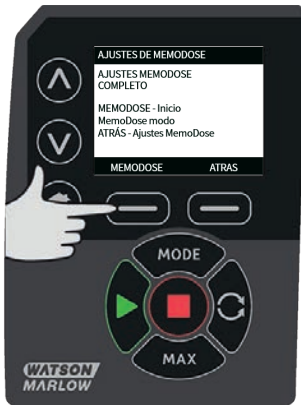 AJUSTES DE MEMODOSE
AJUSTES MEMODOSE
COMPLETO
MEMODOSE - Inicio
MemoDose modo
ATRÁS - Ajustes MemoDose
MEMODOSE ATRAS
MODE
MAX
WATSON
MARLOW